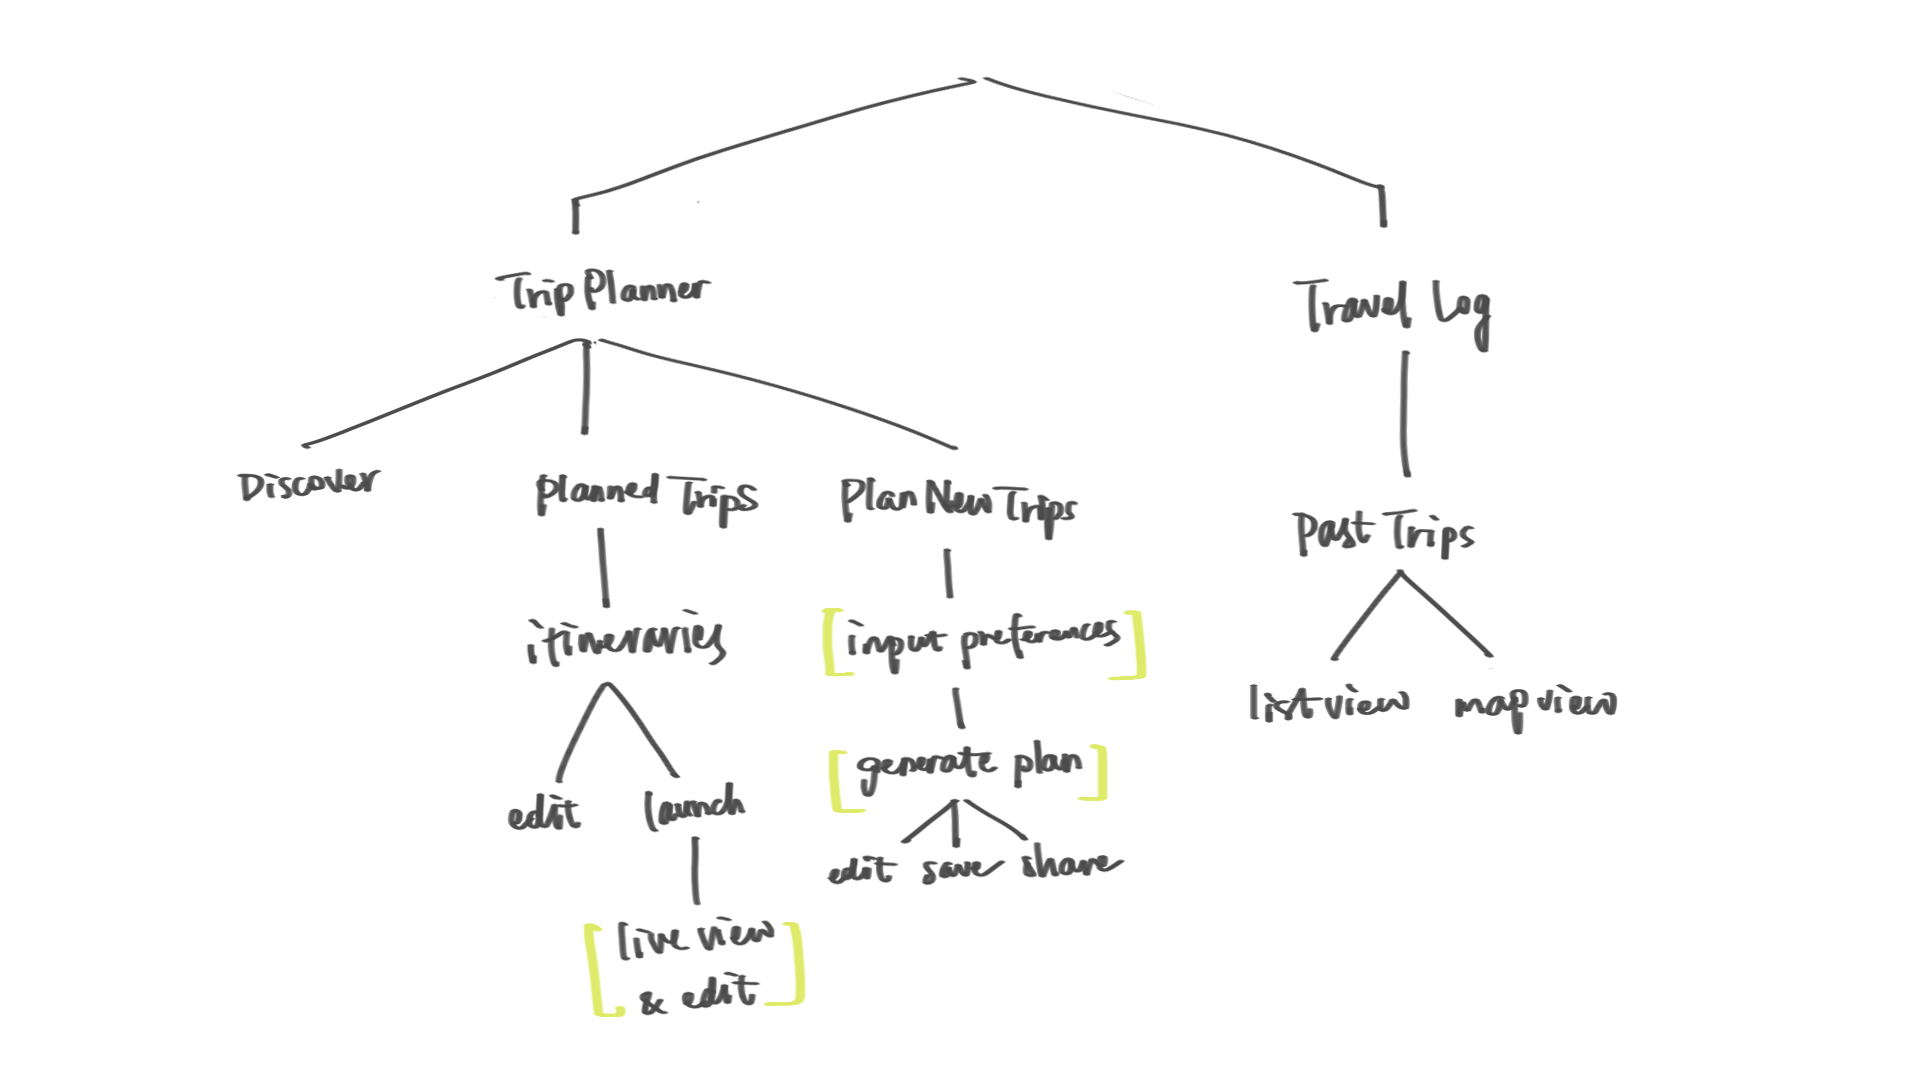 Trip Planner
Travel Log
Discover
Planned Trips
Plan New Trips
Past Trips
itineraries
input preferences
list view
map view
edit
launch
generate plan
edit
save
share
live view
& edit